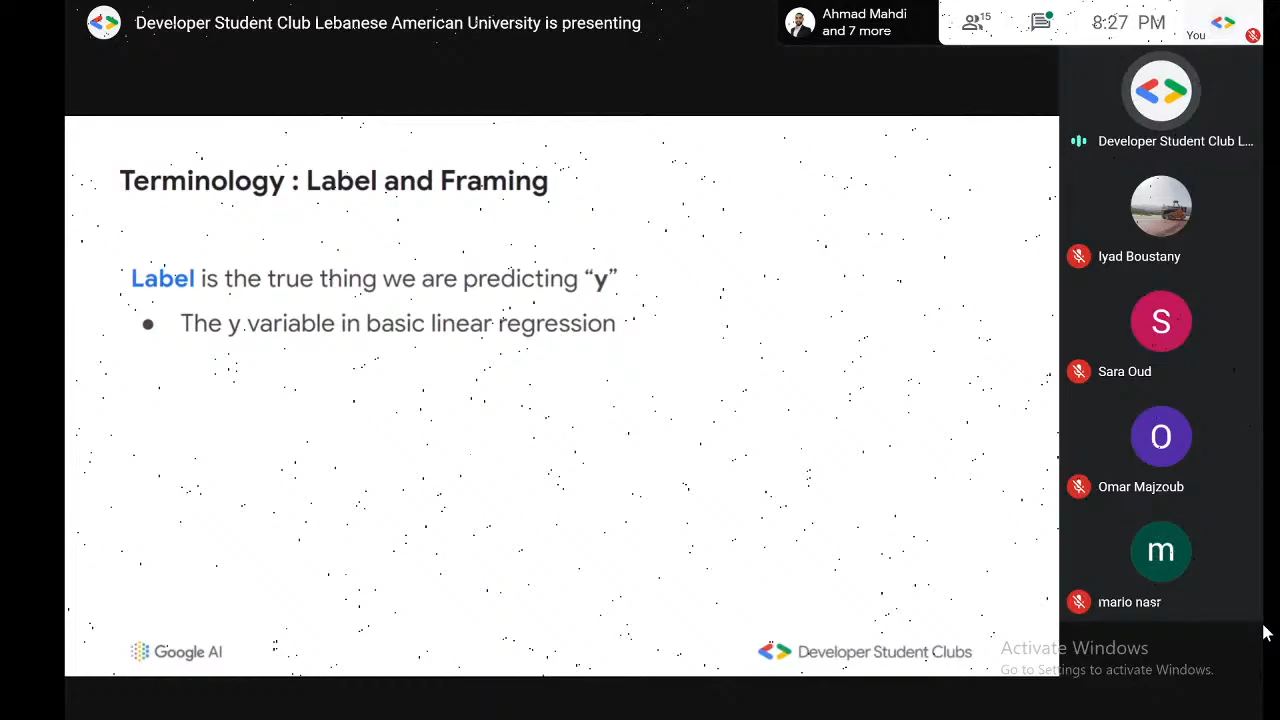 Developer Student Club Lebanese American University is presenting
Ahmad Mahdi
and 7 more
15
8:27 PM
You
Developer Student Club L...
Terminology : Label and Framing
Label is the true thing we are predicting “y”
● The y variable in basic linear regression
Iyad Boustany
S
Sara Oud
O
Omar Majzoub
m
mario nasr
Google AI
Developer Student Clubs
Activate Windows
Go to Settings to activate Windows.